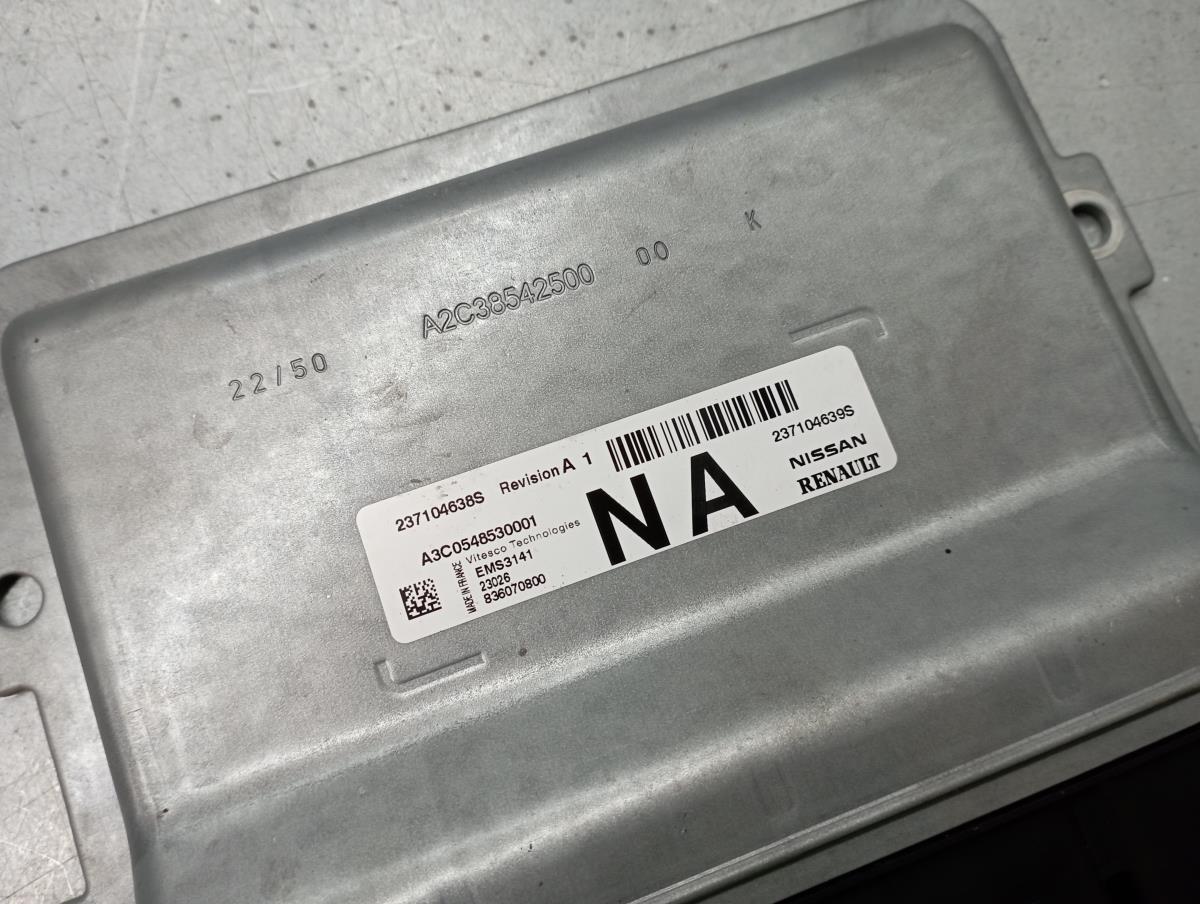 22/50 A2C38542500 00 K
237104638S Revision A 1
237104639S
NISSAN
RENAULT
NA
A3C0548530001
Vitesco Technologies
EMS3141
23026
836070800
MADE IN FRANCE